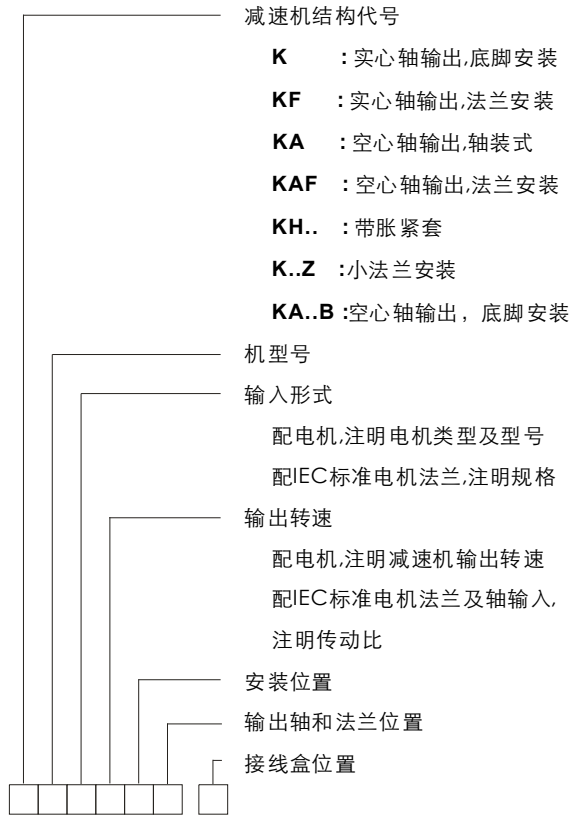 减速机结构代号
K : 实心轴输出,底脚安装
KF : 实心轴输出,法兰安装
KA : 空心轴输出,轴装式
KAF : 空心轴输出,法兰安装
KH.. : 带胀紧套
K..Z :小法兰安装
KA..B :空心轴输出，底脚安装
机型号
输入形式
配电机,注明电机类型及型号
配IEC标准电机法兰,注明规格
输出转速
配电机,注明减速机输出转速
配IEC标准电机法兰及轴输入,
注明传动比
安装位置
输出轴和法兰位置
接线盒位置